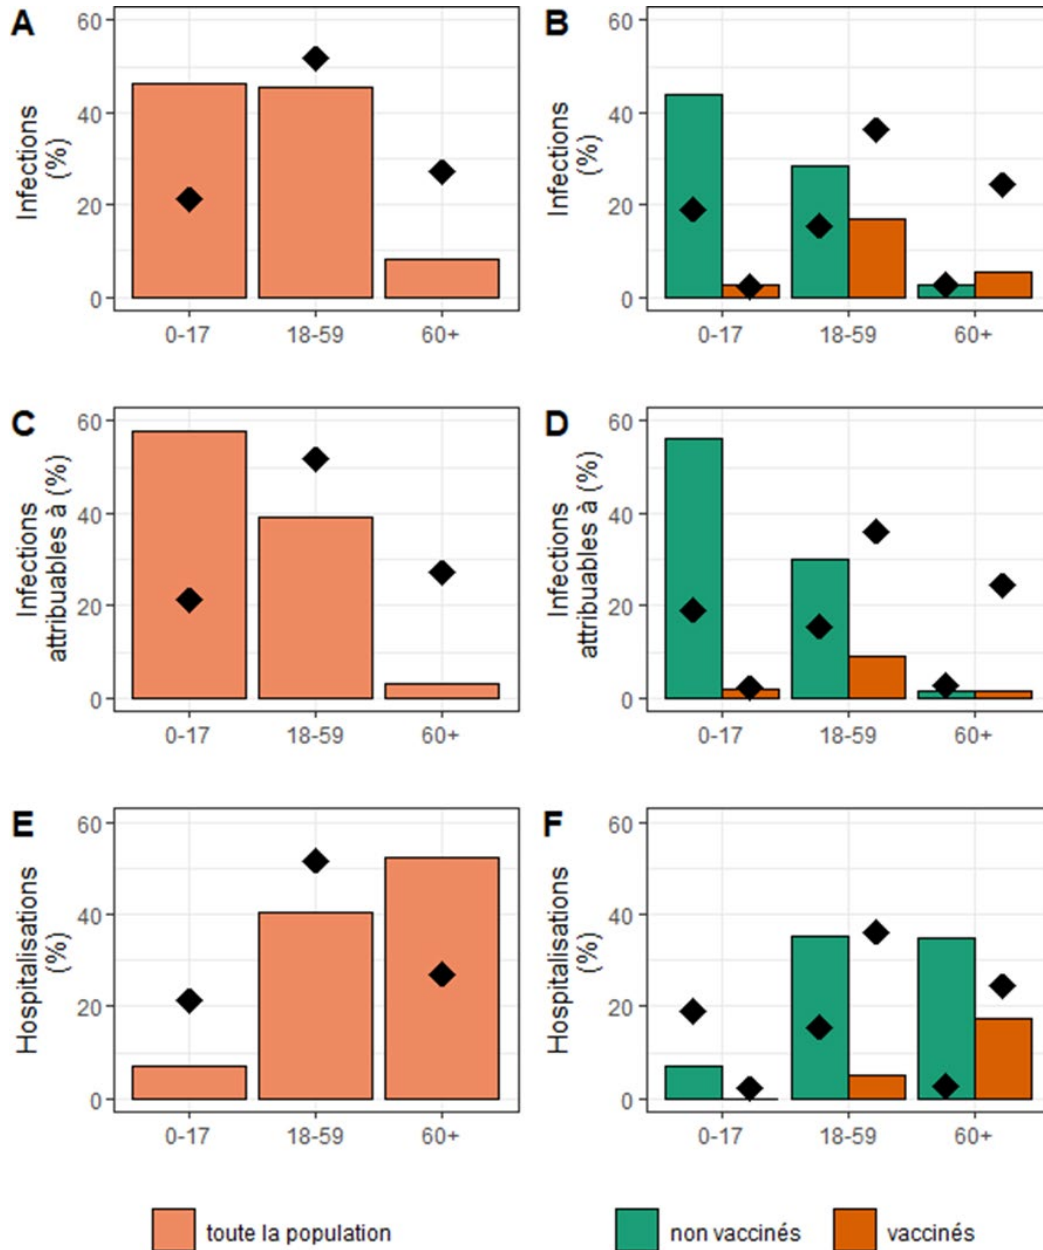 A
Infections
(%)
60
40
20
0
0-17
18-59
60+
B
Infections
(%)
60
40
20
0
0-17
18-59
60+
C
Infections
attribuables à (%)
60
40
20
0
0-17
18-59
60+
D
Infections
attribuables à (%)
60
40
20
0
0-17
18-59
60+
E
Hospitalisations
(%)
60
40
20
0
0-17
18-59
60+
F
Hospitalisations
(%)
60
40
20
0
0-17
18-59
60+
toute la population
non vaccinés
vaccinés